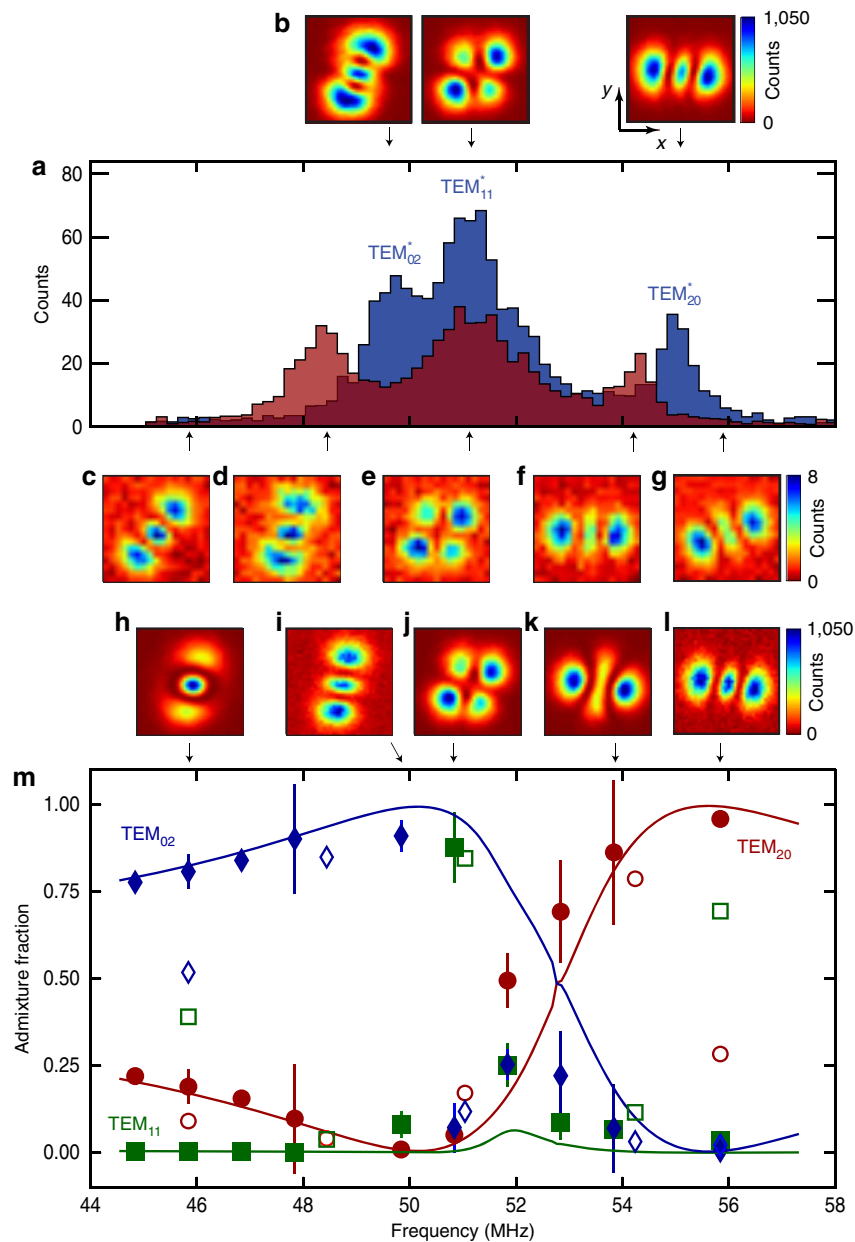 b
1,050
Counts
0
y
x
a
80
60
40
20
0
Counts
TEM*11
TEM*02
TEM*20
c
d
e
f
g
8
Counts
0
h
i
j
k
l
1,050
Counts
0
m
1.00
0.75
0.50
0.25
0.00
Admixture fraction
TEM02
TEM20
TEM11
44 46 48 50 52 54 56 58
Frequency (MHz)